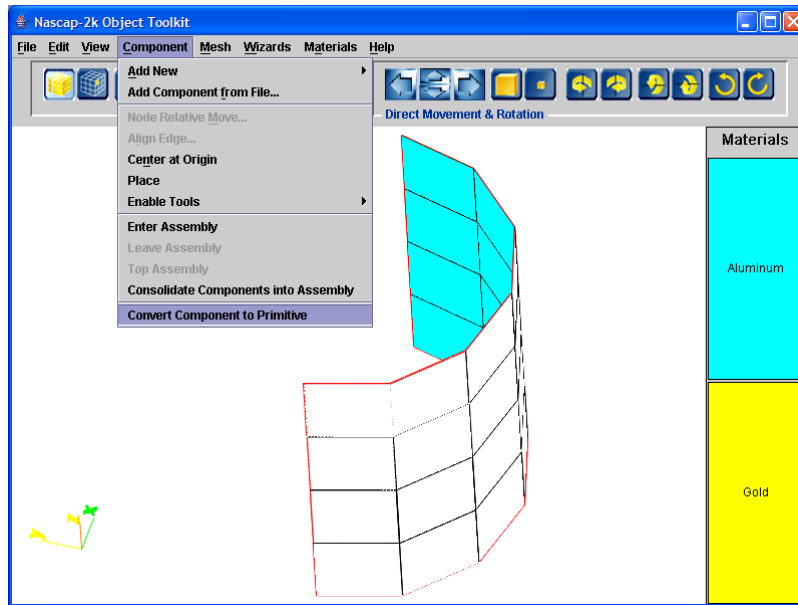 Nascap-2k Object Toolkit
File Edit View Component Mesh Wizards Materials Help
Add New
Add Component from File...
Node Relative Move...
Align Edge...
Center at Origin
Place
Enable Tools
Enter Assembly
Leave Assembly
Top Assembly
Consolidate Components into Assembly
Convert Component to Primitive
Direct Movement & Rotation
Materials
Aluminum
Gold
Y Z X